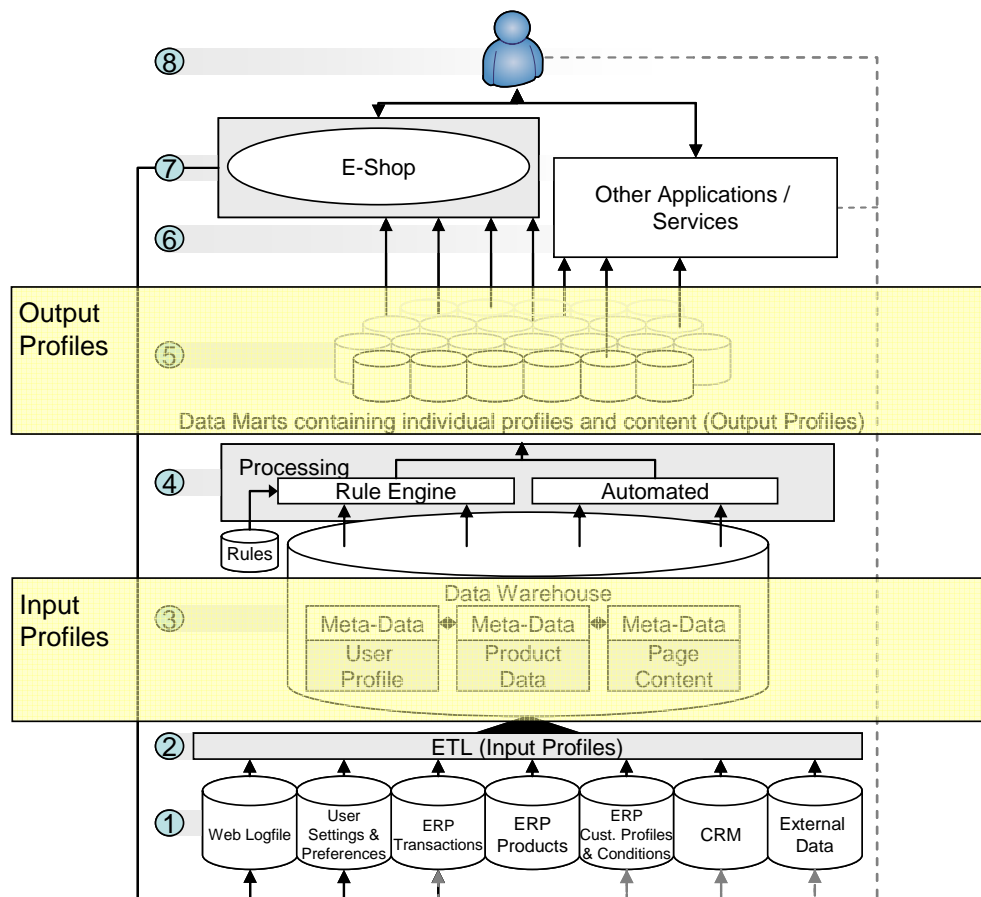 8
7
E-Shop
Other Applications /
Services
6
Output
Profiles
5
Data Marts containing individual profiles and content (Output Profiles)
4
Processing
Rule Engine
Automated
Rules
Input
Profiles
3
Data Warehouse
Meta-Data
Meta-Data
Meta-Data
User
Profile
Product
Data
Page
Content
2
ETL (Input Profiles)
1
Web Logfile
User
Settings &
Preferences
ERP
Transactions
ERP
Products
ERP
Cust. Profiles
& Conditions
CRM
External
Data